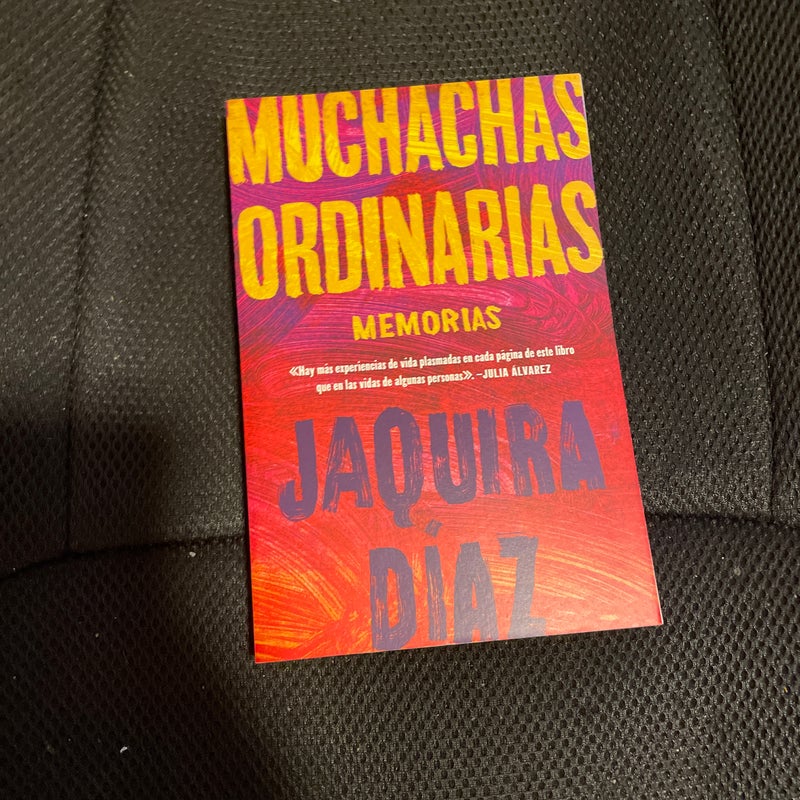 MUCHACHAS
ORDINARIAS
MEMORIAS
«Hay más experiencias de vida plasmadas en cada página de este libro
que en las vidas de algunas personas». —JULIA ÁLVAREZ
JAQUIRA
DÍAZ